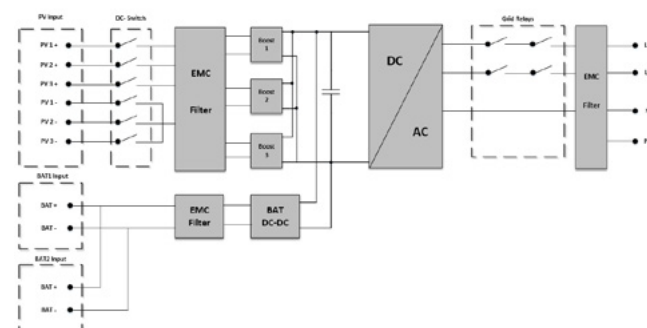 PV Input
DC- Switch
Grid Relays
PV 1 +
PV 2 +
PV 3 +
PV 1 -
PV 2 -
PV 3 -
EMC
Filter
Boost
1
Boost
2
Boost
3
DC
AC
EMC
Filter
BAT1 Input
BAT +
BAT -
EMC
Filter
BAT
DC-DC
BAT2 Input
BAT +
BAT -